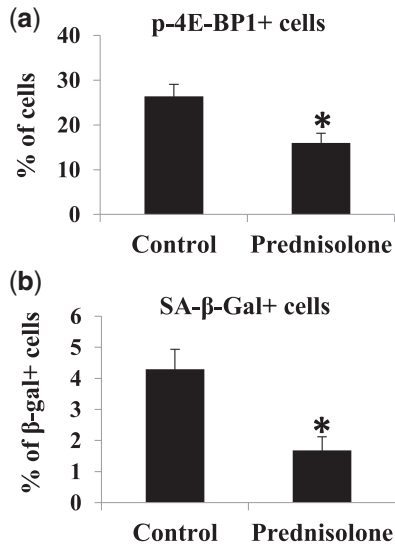 (a)
p-4E-BP1+ cells
% of cells
40
30
20
10
0
*
Control Prednisolone
(b)
SA-β-Gal+ cells
% of β-gal+ cells
6
5
4
3
2
1
0
*
Control Prednisolone